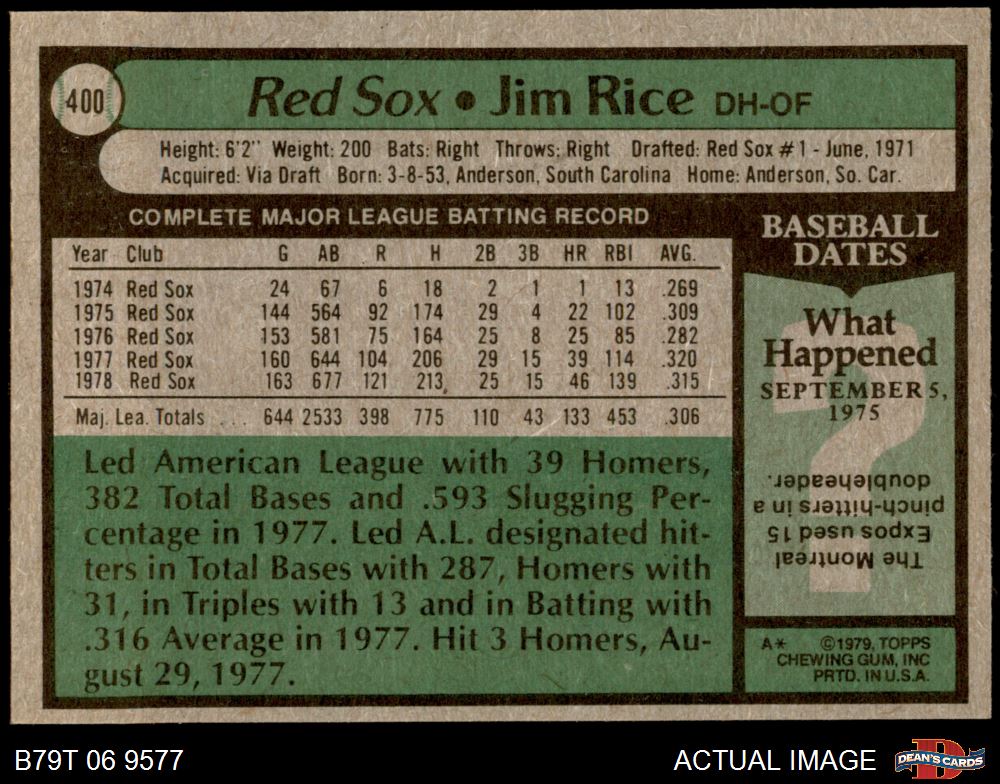 400
Red Sox • Jim Rice DH-OF
Height: 6'2" Weight: 200 Bats: Right Throws: Right Drafted: Red Sox #1 - June, 1971
Acquired: Via Draft Born: 3-8-53, Anderson, South Carolina Home: Anderson, So. Car.
COMPLETE MAJOR LEAGUE BATTING RECORD
Year Club G AB R H 2B 3B HR RBI AVG.
1974 Red Sox 24 67 6 18 2 1 1 13 .269
1975 Red Sox 144 564 92 174 29 4 22 102 .309
1976 Red Sox 153 581 75 164 25 8 25 85 .282
1977 Red Sox 160 644 104 206 29 15 39 114 .320
1978 Red Sox 163 677 121 213 25 15 46 139 .315
Maj. Lea. Totals . . . 644 2533 398 775 110 43 133 453 .306
Led American League with 39 Homers,
382 Total Bases and .593 Slugging Per-
centage in 1977. Led A.L. designated hit-
ters in Total Bases with 287, Homers with
31, in Triples with 13 and in Batting with
.316 Average in 1977. Hit 3 Homers, Au-
gust 29, 1977.
BASEBALL
DATES
?
What
Happened
SEPTEMBER 5,
1975
The Montreal
Expos used 15
pinch-hitters in a
doubleheader.
A* ©1979, TOPPS
CHEWING GUM, INC
PRTD. IN U.S.A.
B79T 06 9577
ACTUAL IMAGE
D
DEAN'S CARDS